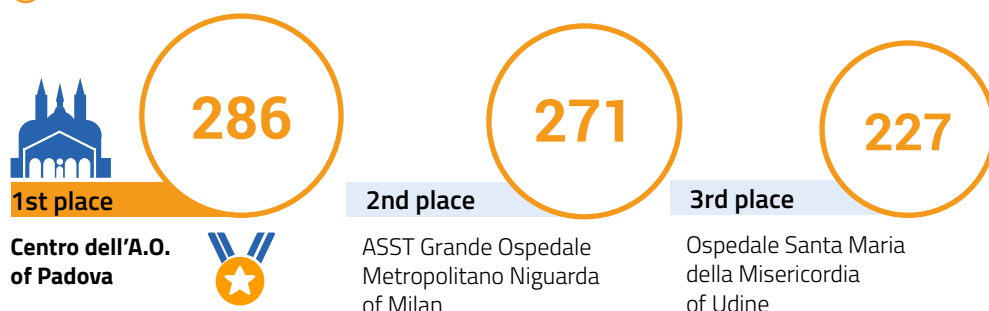 286
1st place
Centro dell'A.O.
of Padova
271
2nd place
ASST Grande Ospedale
Metropolitano Niguarda
of Milan
227
3rd place
Ospedale Santa Maria
della Misericordia
of Udine